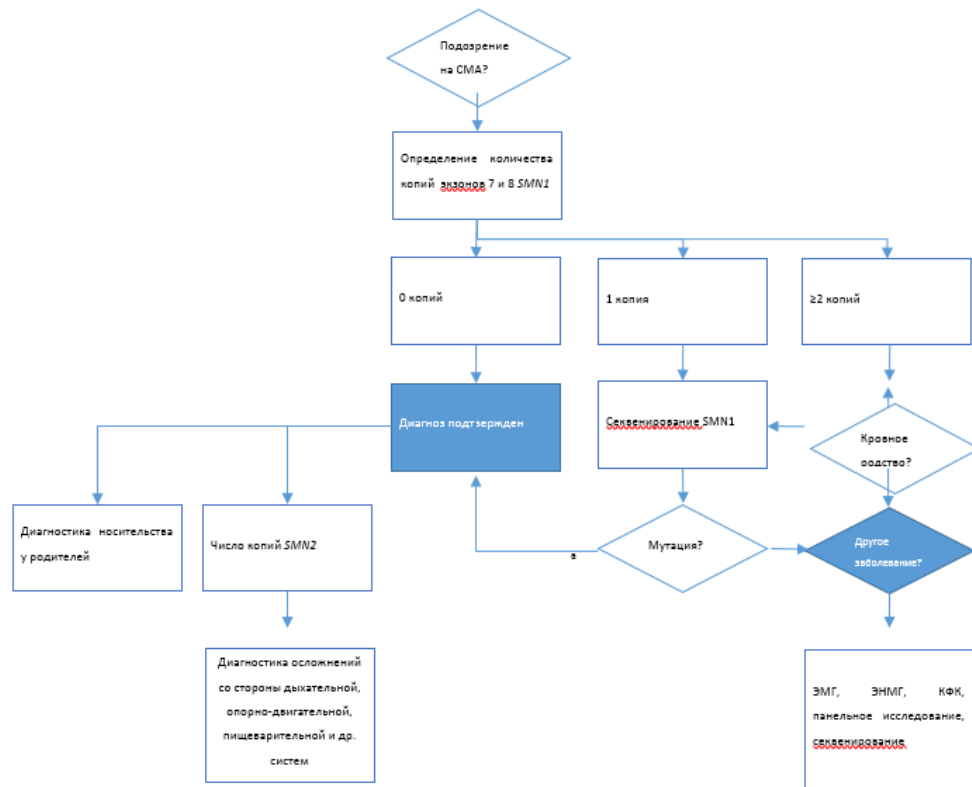 Подозрение
на СМА?
Определение количества
копий экзонов 7 и 8 SMN1
0 копий
1 копия
≥2 копий
Диагноз подтвержден
Секвенирование SMN1
Кровное
родство?
Диагностика носительства
у родителей
Число копий SMN2
в
Мутация?
Другое
заболевание?
Диагностика осложнений
со стороны дыхательной,
опорно-двигательной,
пищеварительной и др.
систем
ЭМГ, ЭНМГ, КФК,
панельное исследование,
секвенирование